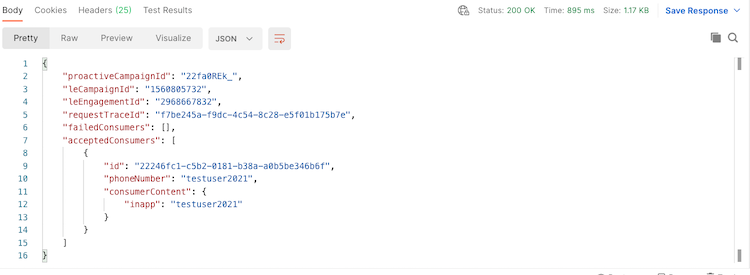 Body Cookies Headers (25) Test Results Status: 200 OK Time: 895 ms Size: 1.17 KB Save Response
Pretty Raw Preview Visualize JSON
1 {
2 "proactiveCampaignId": "22fa0REk_",
3 "leCampaignId": "1560805732",
4 "leEngagementId": "2968667832",
5 "requestTraceId": "f7be245a-f9dc-4c54-8c28-e5f01b175b7e",
6 "failedConsumers": [],
7 "acceptedConsumers": [
8 {
9 "id": "22246fc1-c5b2-0181-b38a-a0b5be346b6f",
10 "phoneNumber": "testuser2021",
11 "consumerContent": {
12 "inapp": "testuser2021"
13 }
14 }
15 ]
16 }